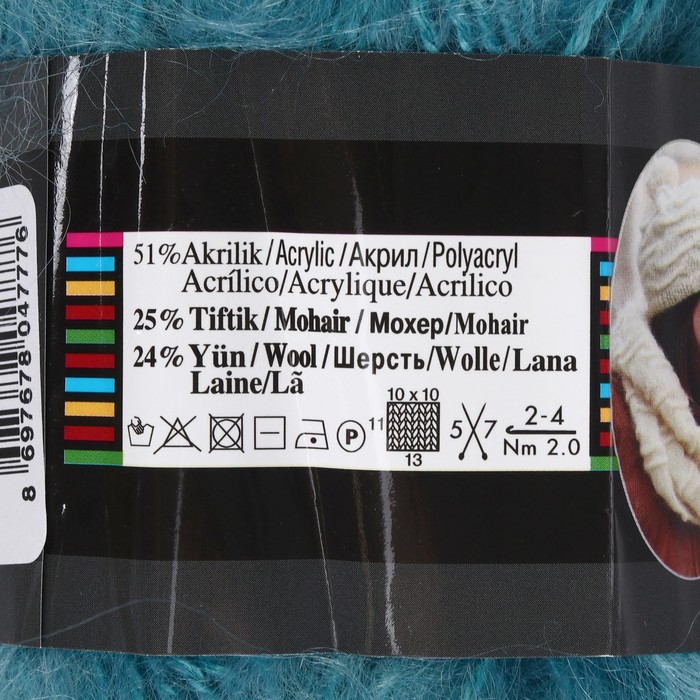 51% Akrilik/Acrylic/Акрил/Polyacryl
Acrílico/Acrylique/Acrilico
25% Tiftik/Mohair/Мохер/Mohair
24% Yün/Wool/Шерсть/Wolle/Lana
Laine/Lã
10 x 10
11
13
P
5 7
2-4
Nm 2.0
8 697678 047776